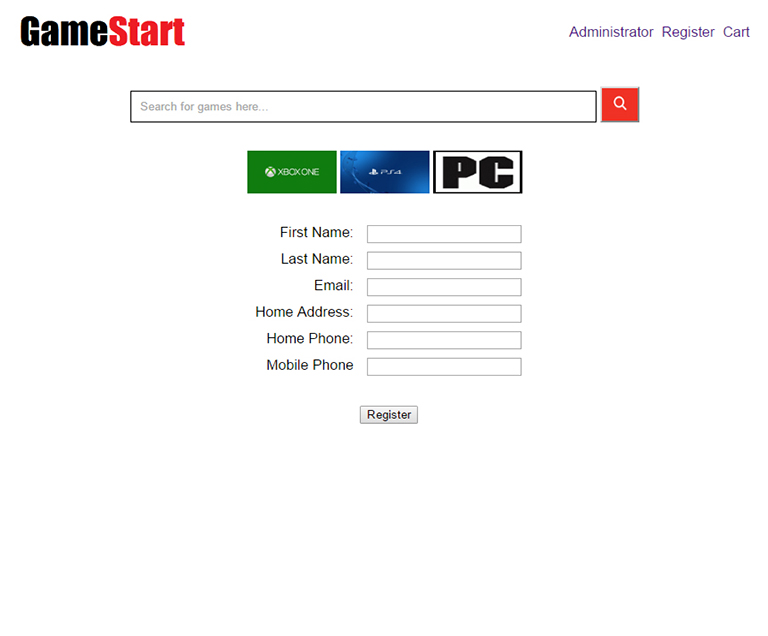 GameStart
Administrator Register Cart
Search for games here...
XBOX ONE PS4 PC
First Name:
Last Name:
Email:
Home Address:
Home Phone:
Mobile Phone
Register